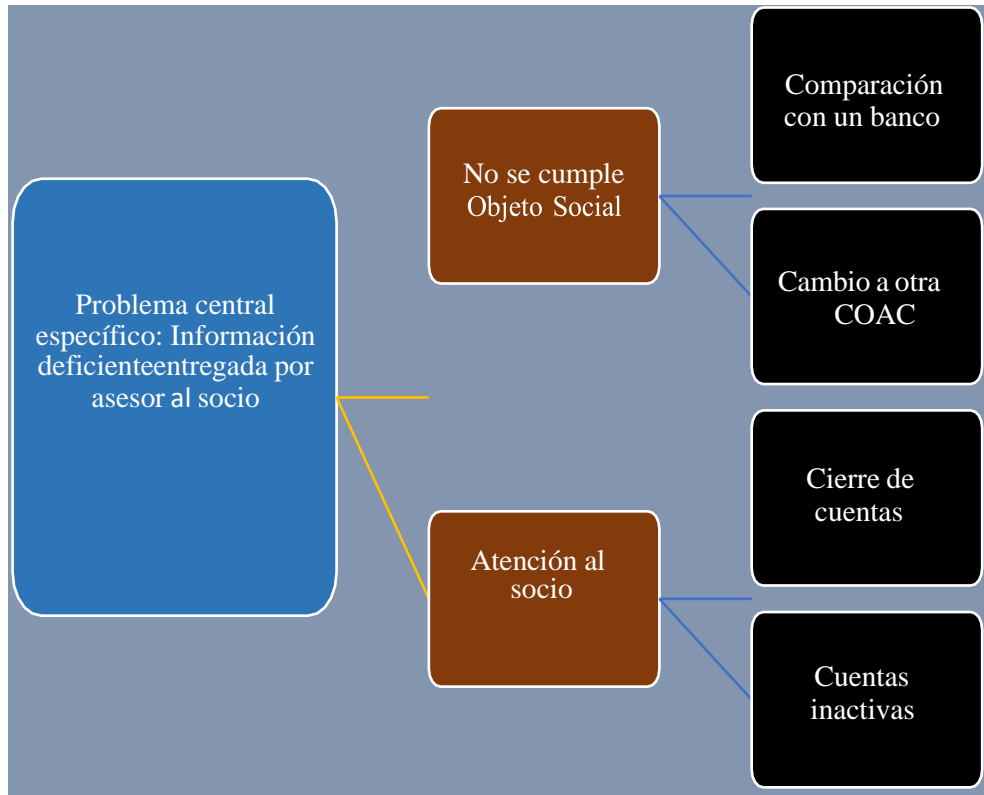 Problema central
específico: Información
deficienteentregada por
asesor al socio
No se cumple
Objeto Social
Comparación
con un banco
Cambio a otra
COAC
Atención al
socio
Cierre de
cuentas
Cuentas
inactivas